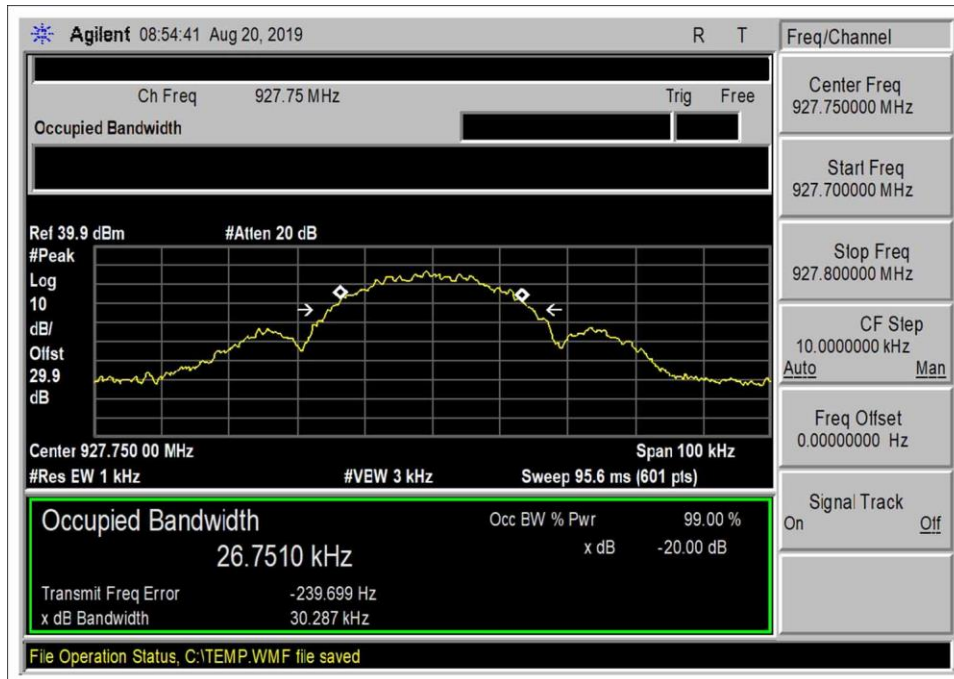 Agilent 08:54:41 Aug 20, 2019 R T
Freq/Channel
Ch Freq 927.75 MHz Trig Free
Occupied Bandwidth
Center Freq
927.750000 MHz
Start Freq
927.700000 MHz
Stop Freq
927.800000 MHz
CF Step
10.0000000 kHz
Auto Man
Freq Offset
0.00000000 Hz
Signal Track
On Off
Ref 39.9 dBm #Atten 20 dB
#Peak
Log
10
dB/
Offst
29.9
dB
Center 927.750 00 MHz Span 100 kHz
#Res BW 1 kHz #VBW 3 kHz Sweep 95.6 ms (601 pts)
Occupied Bandwidth Occ BW % Pwr 99.00 %
26.7510 kHz x dB -20.00 dB
Transmit Freq Error -239.699 Hz
x dB Bandwidth 30.287 kHz
File Operation Status, C:\TEMP.WMF file saved